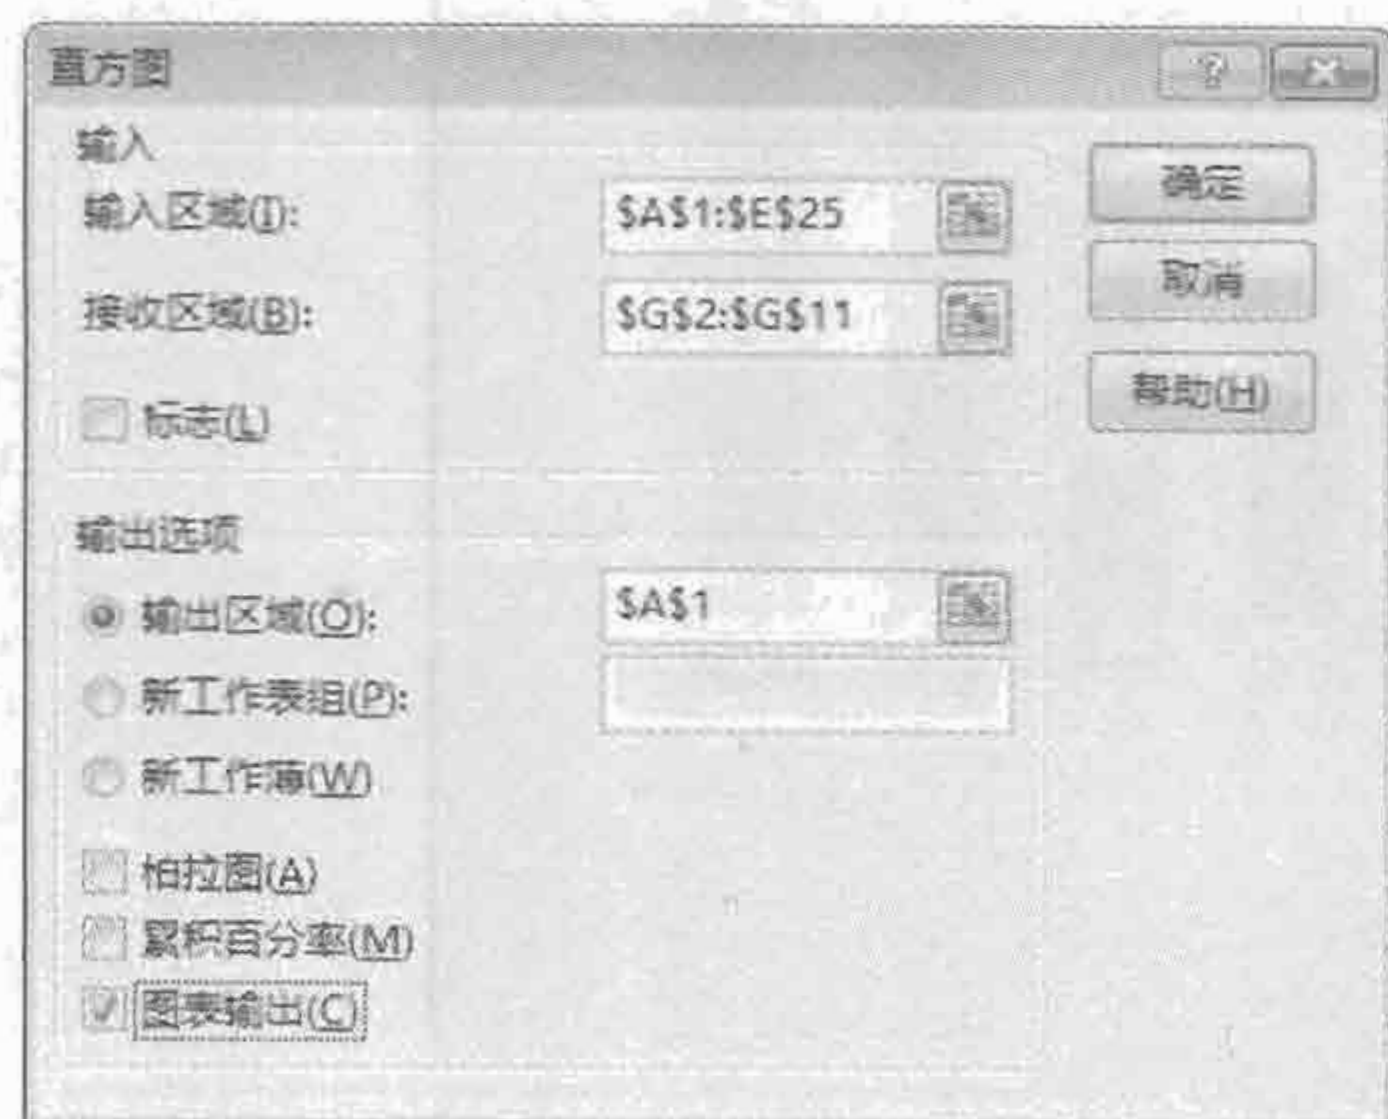 直方图
输入
输入区域(I): $A$1:$E$25
接收区域(B): $G$2:$G$11
标志(L)
确定
取消
帮助(H)
输出选项
输出区域(O): $A$1
新工作表组(P):
新工作薄(W)
柏拉图(A)
累积百分率(M)
图表输出(C)